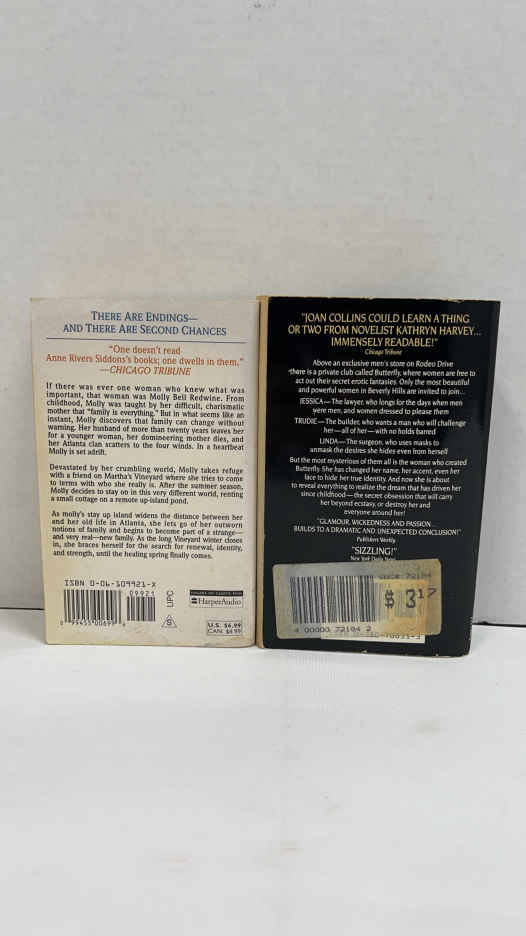 THERE ARE ENDINGS—
AND THERE ARE SECOND CHANCES
"One doesn't read
Anne Rivers Siddons's books; one dwells in them."
—CHICAGO TRIBUNE
If there was ever one woman who knew what was
important, that woman was Molly Bell Redwine. From
childhood, Molly was taught by her difficult, charismatic
mother that "family is everything." But in what seems like an
instant, Molly discovers that family can change without
warning. Her husband of more than twenty years leaves her
for a younger woman, her domineering mother dies, and
her Atlanta clan scatters to the four winds. In a heartbeat
Molly is set adrift.
Devastated by her crumbling world, Molly takes refuge
with a friend on Martha's Vineyard where she tries to come
to terms with who she really is. After the summer season,
Molly decides to stay on in this very different world, renting
a small cottage on a remote up-island pond.
As molly's stay up island widens the distance between her
and her old life in Atlanta, she lets go of her outworn
notions of family and begins to become part of a strange—
and very real—new family. As the long Vineyard winter closes
in, she braces herself for the search for renewal, identity,
and strength, until the healing spring finally comes.
ISBN 0-06-109921-X
09921
UPC
S
HarperAudio
U.S. $6.99
CAN. $8.99
"JOAN COLLINS COULD LEARN A THING
OR TWO FROM NOVELIST KATHRYN HARVEY...
IMMENSELY READABLE!"
Chicago Tribune
Above an exclusive men's store on Rodeo Drive
there is a private club called Butterfly, where women are free to
act out their secret erotic fantasies. Only the most beautiful
and powerful women in Beverly Hills are invited to join...
JESSICA—The lawyer, who longs for the days when men
were men, and women dressed to please them
TRUDIE—The builder, who wants a man who will challenge
her—all of her—with no holds barred
LINDA—The surgeon, who uses masks to
unmask the desires she hides even from herself
But the most mysterious of them all is the woman who created
Butterfly. She has changed her name, her accent, even her
face to hide her true identity. And now she is about
to reveal everything to realize the dream that has driven her
since childhood—the secret obsession that will carry
her beyond ecstasy, or destroy her and
everyone around her!
"GLAMOUR, WICKEDNESS AND PASSION...
BUILDS TO A DRAMATIC AND UNEXPECTED CONCLUSION!"
Publishers Weekly
"SIZZLING!"
New York Daily News
72104
$ 3.17
4 00000 72104 2